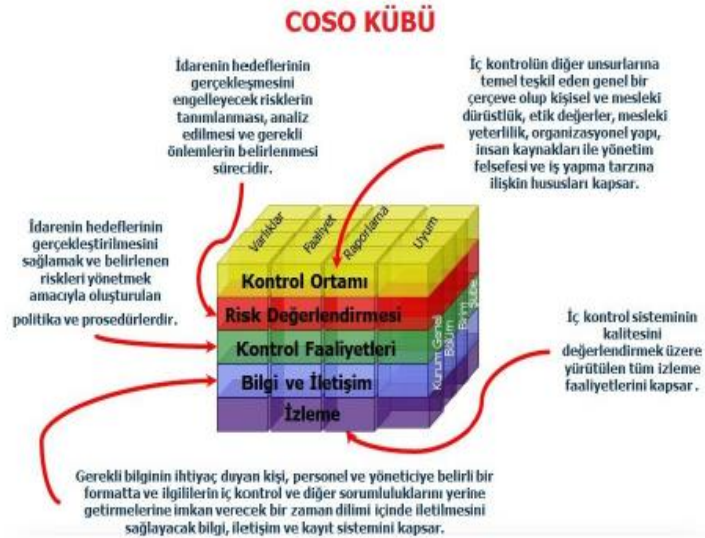 COSO KÜBÜ
İdarenin hedeflerinin
gerçekleşmesini
engelleyecek risklerin
tanımlanması, analiz
edilmesi ve gerekli
önlemlerin belirlenmesi
sürecidir.
İç kontrolün diğer unsurlarına
temel teşkil eden genel bir
çerçeve olup kişisel ve mesleki
dürüstlük, etik değerler, mesleki
yeterlilik, organizasyonel yapı,
insan kaynakları ile yönetim
felsefesi ve iş yapma tarzına
ilişkin hususları kapsar.
İdarenin hedeflerinin
gerçekleştirilmesini
sağlamak ve belirlenen
riskleri yönetmek
amacıyla oluşturulan
politika ve prosedürlerdir.
Varlıklar
Faaliyet
Raporlama
Uyum
Kontrol Ortamı
Risk Değerlendirmesi
Kontrol Faaliyetleri
Bilgi ve İletişim
İzleme
Kurum Genel
Bölüm
Birim
Şube
İç kontrol sisteminin
kalitesini
değerlendirmek üzere
yürütülen tüm izleme
faaliyetlerini kapsar.
Gerekli bilginin ihtiyaç duyan kişi, personel ve yöneticiye belirli bir
formatta ve ilgililerin iç kontrol ve diğer sorumluluklarını yerine
getirmelerine imkan verecek bir zaman dilimi içinde iletilmesini
sağlayacak bilgi, iletişim ve kayıt sistemini kapsar.